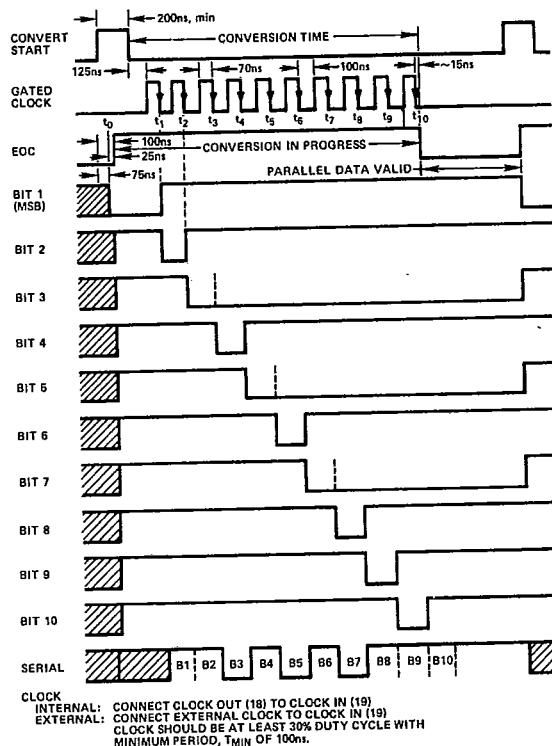 200ns, min
CONVERT
START
CONVERSION TIME
125ns
70ns
100ns
~15ns
GATED
CLOCK
t0
t1
t2
t3
t4
t5
t6
t7
t8
t9
t10
EOC
100ns
25ns
CONVERSION IN PROGRESS
75ns
PARALLEL DATA VALID
BIT 1
(MSB)
BIT 2
BIT 3
BIT 4
BIT 5
BIT 6
BIT 7
BIT 8
BIT 9
BIT 10
SERIAL
B1 B2 B3 B4 B5 B6 B7 B8 B9 B10
CLOCK
INTERNAL: CONNECT CLOCK OUT (18) TO CLOCK IN (19)
EXTERNAL: CONNECT EXTERNAL CLOCK TO CLOCK IN (19)
CLOCK SHOULD BE AT LEAST 30% DUTY CYCLE WITH
MINIMUM PERIOD, TMIN OF 100ns.